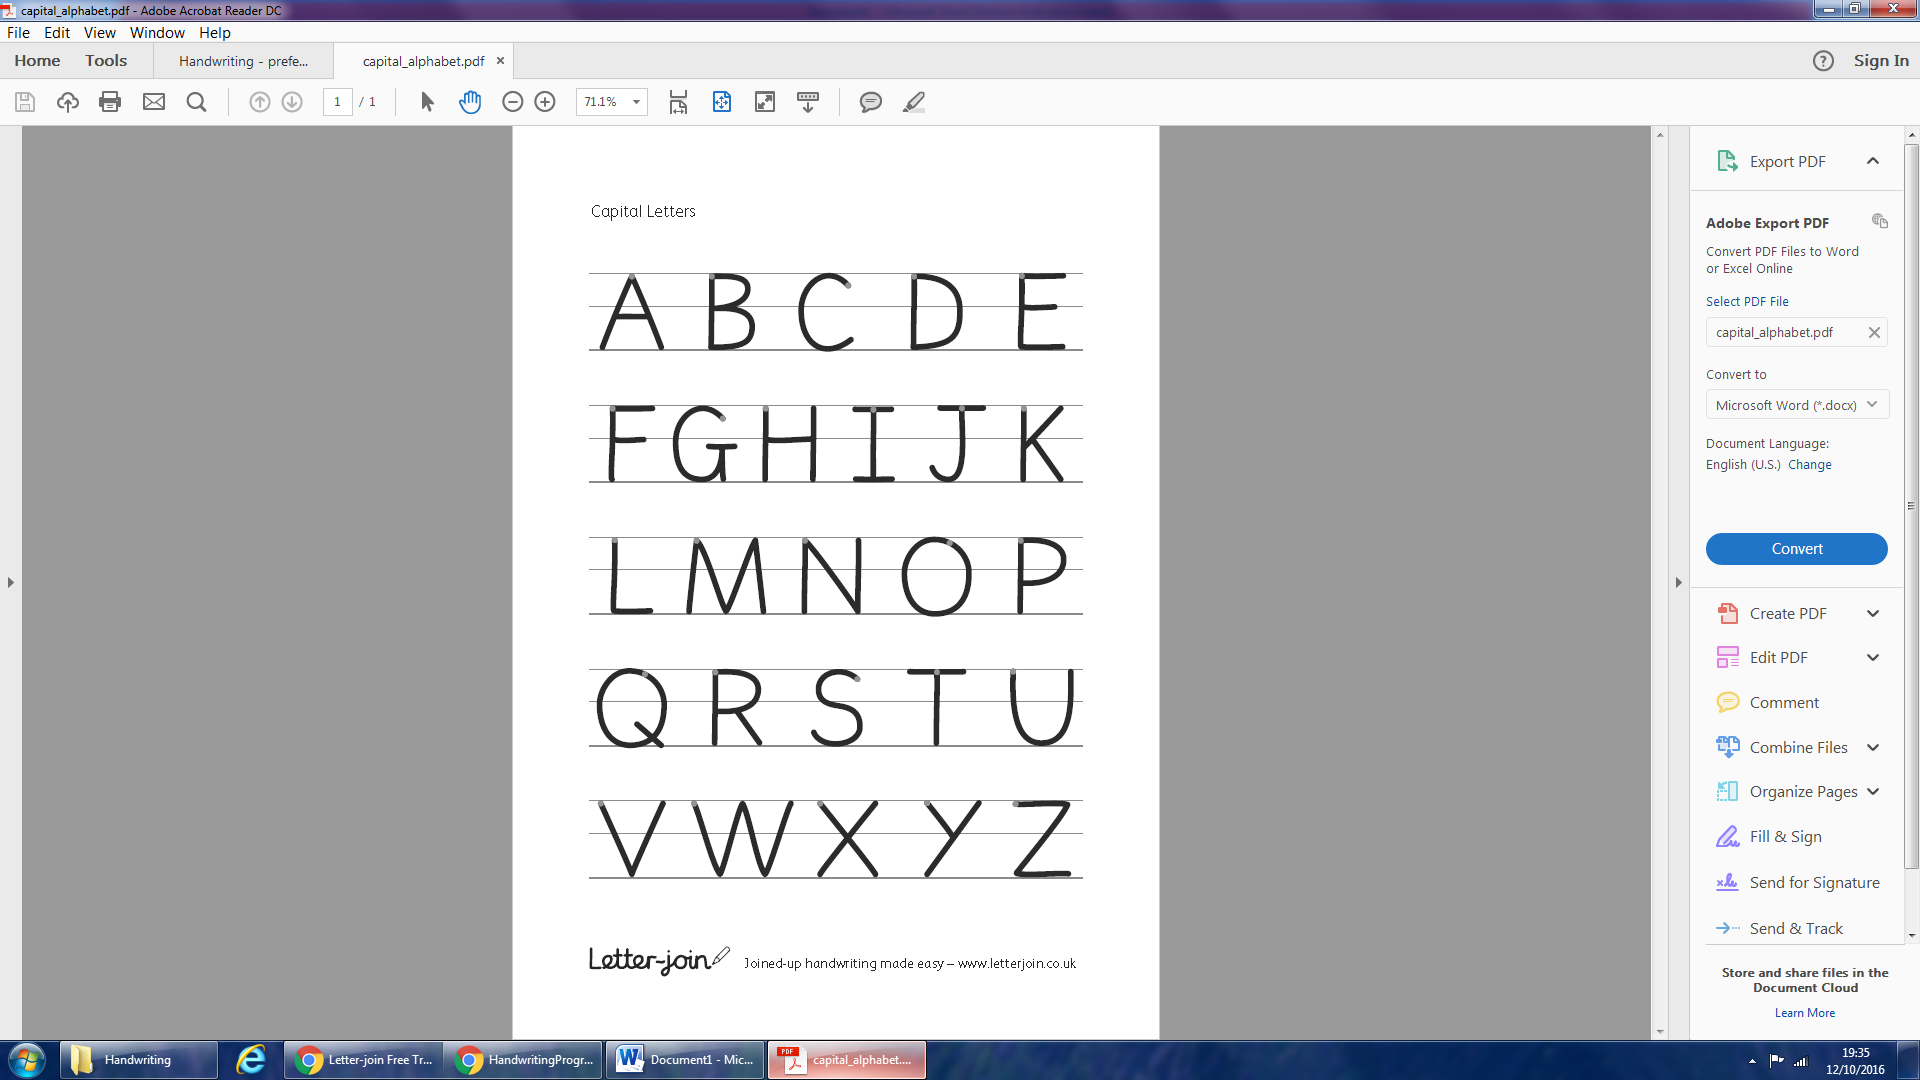 capital_alphabet.pdf - Adobe Acrobat Reader DC
File Edit View Window Help
Home Tools Handwriting - prefe... capital_alphabet.pdf Sign In
1 / 1 71.1%
Capital Letters
A B C D E
F G H I J K
L M N O P
Q R S T U
V W X Y Z
Letter-join Joined-up handwriting made easy – www.letterjoin.co.uk
Export PDF
Adobe Export PDF
Convert PDF Files to Word
or Excel Online
Select PDF File
capital_alphabet.pdf
Convert to
Microsoft Word (*.docx)
Document Language:
English (U.S.) Change
Convert
Create PDF
Edit PDF
Comment
Combine Files
Organize Pages
Fill & Sign
Send for Signature
Send & Track
Store and share files in the
Document Cloud
Learn More
Handwriting Letter-join Free Tr... HandwritingProgr... Document1 - Mic... PDF capital_alphabet....
19:35
12/10/2016